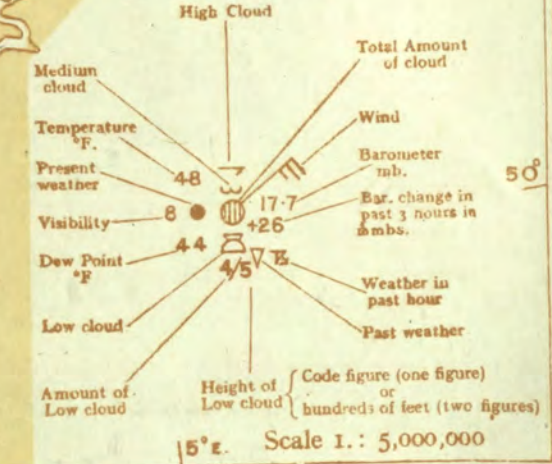 High Cloud
Medium
cloud
Total Amount
of cloud
Temperature
°F.
Wind
Present
weather
48
Barometer
mb.
50°
Visibility
8
17·7
+26
Bar. change in
past 3 hours in
mbs.
Dew Point
°F
44
4/5
Weather in
past hour
Low cloud
Past weather
Amount of
Low cloud
Height of
Low cloud
Code figure (one figure)
or
hundreds of feet (two figures)
15°E.
Scale 1.: 5,000,000